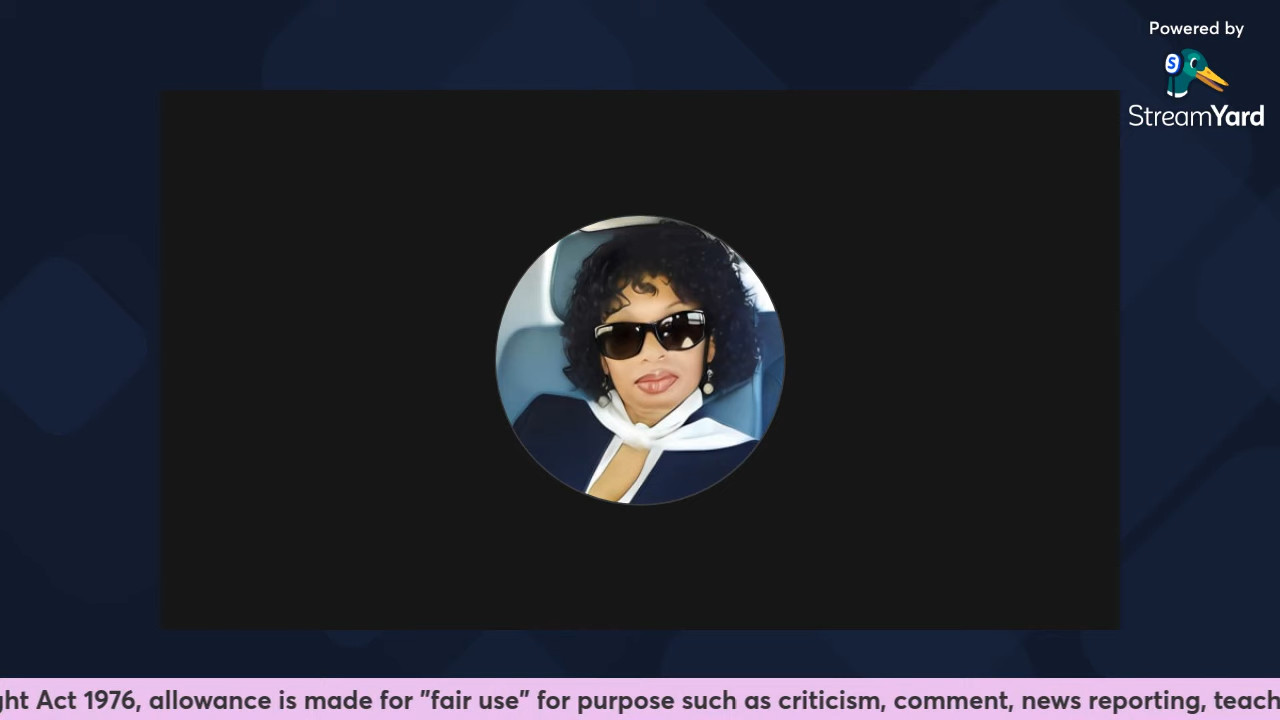 Powered by
S
StreamYard
ght Act 1976, allowance is made for "fair use" for purpose such as criticism, comment, news reporting, teach